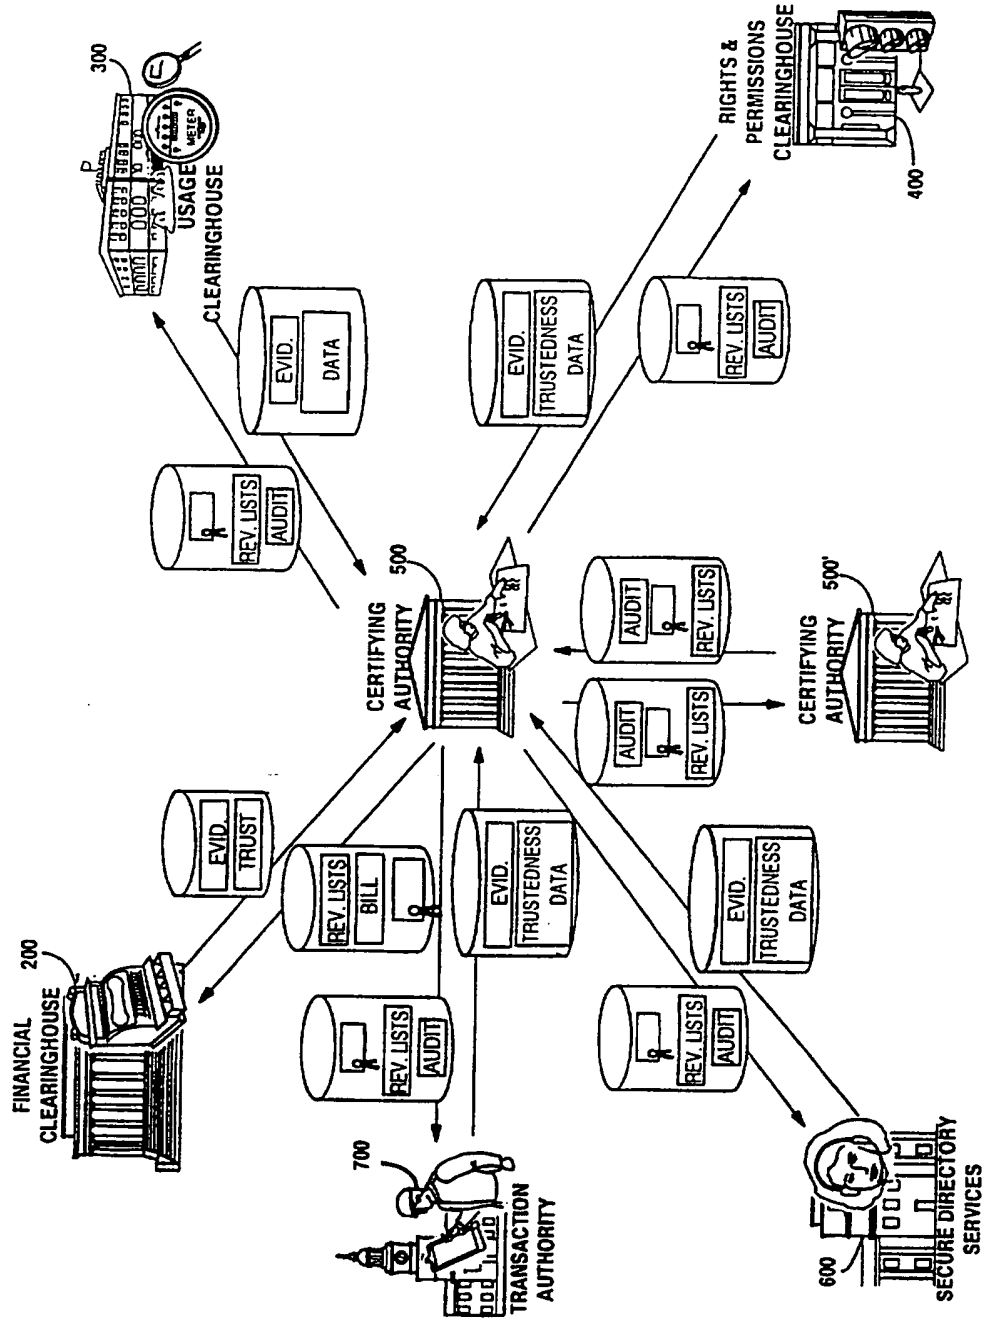 FINANCIAL
CLEARINGHOUSE
200
300
METER
USAGE
CLEARINGHOUSE
EVID.
TRUST
REV. LISTS
AUDIT
EVID.
DATA
REV. LISTS
BILL
REV. LISTS
AUDIT
700
TRANSACTION
AUTHORITY
EVID.
TRUSTEDNESS
DATA
CERTIFYING
AUTHORITY
500
EVID.
TRUSTEDNESS
DATA
RIGHTS &
PERMISSIONS
CLEARINGHOUSE
400
REV. LISTS
AUDIT
AUDIT
REV. LISTS
AUDIT
REV. LISTS
REV. LISTS
AUDIT
EVID.
TRUSTEDNESS
DATA
600
SECURE DIRECTORY
SERVICES
CERTIFYING
AUTHORITY
500'